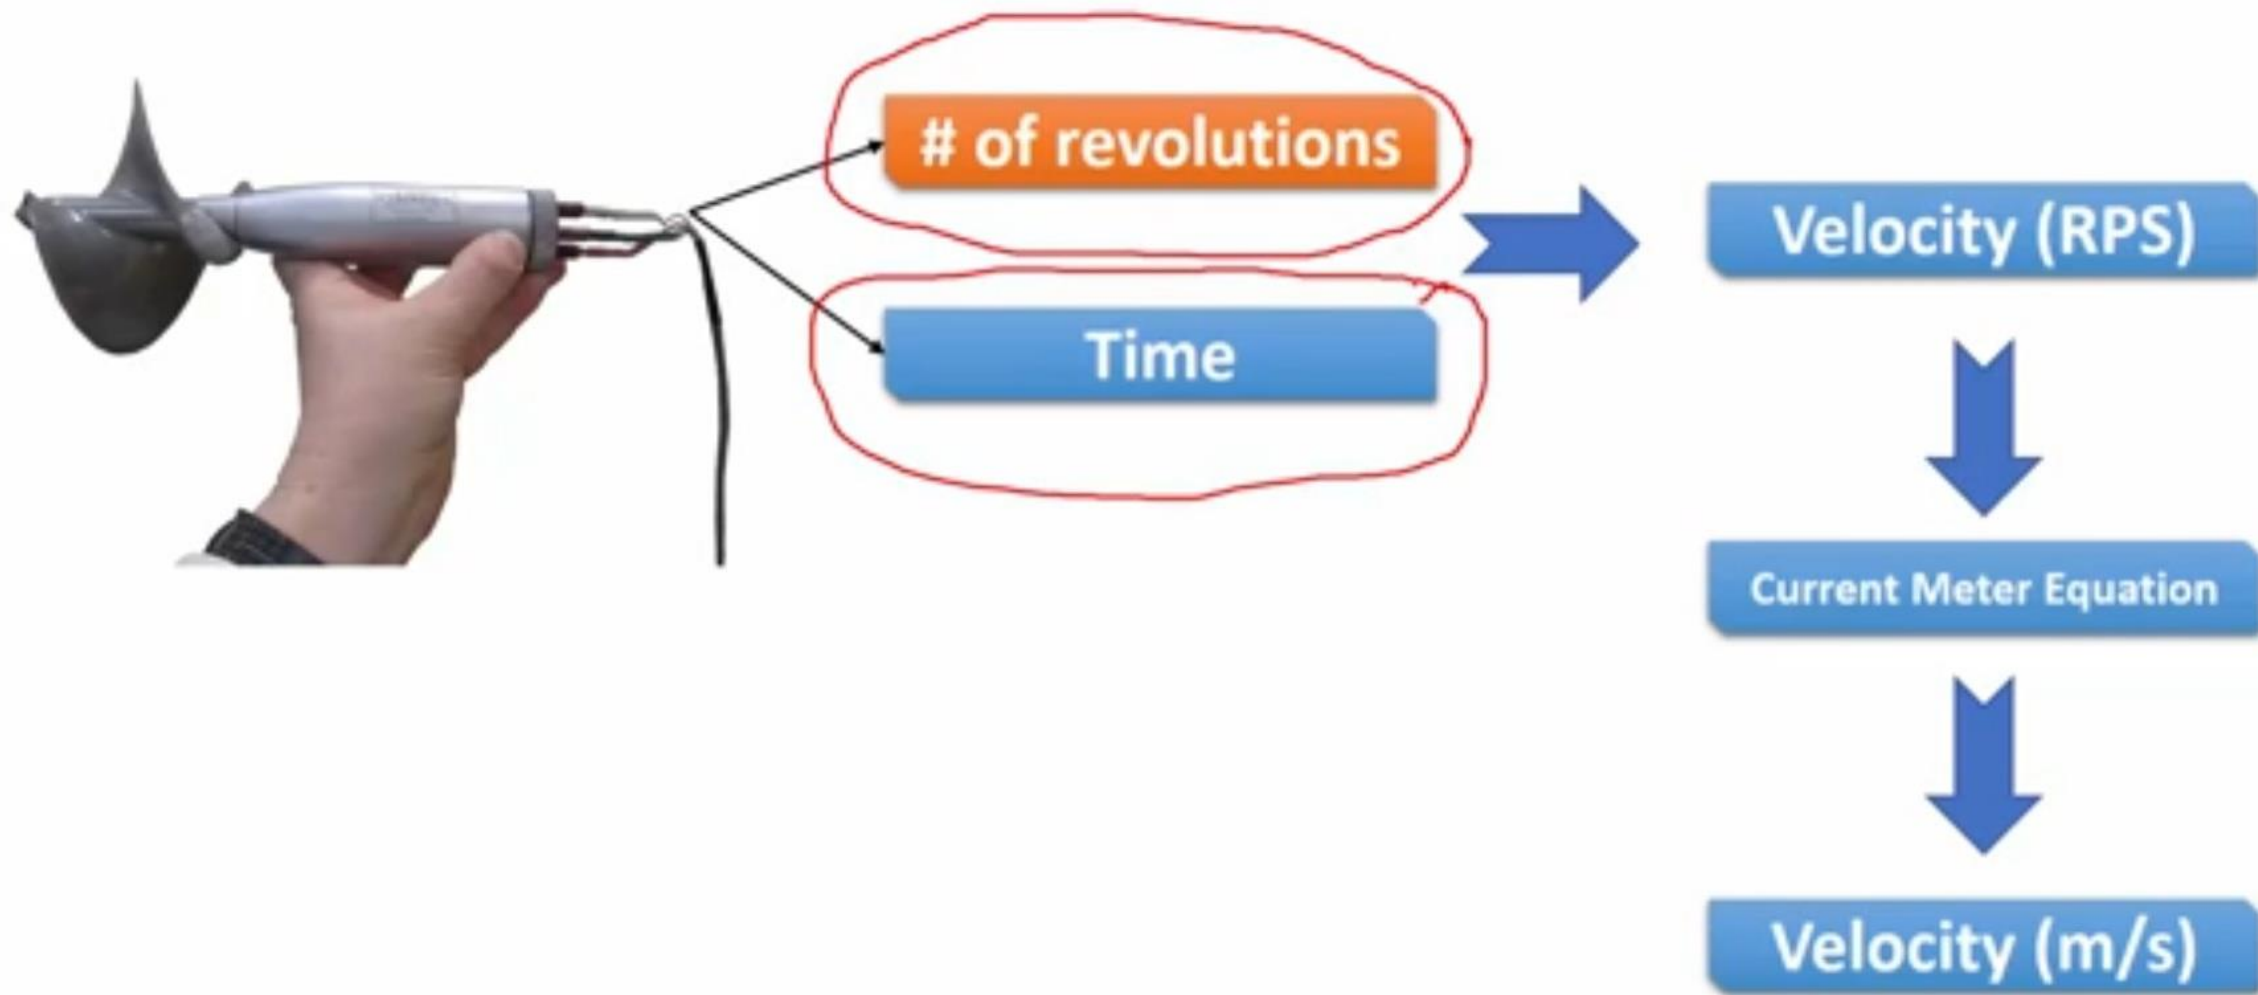 # of revolutions
Time
Velocity (RPS)
Current Meter Equation
Velocity (m/s)